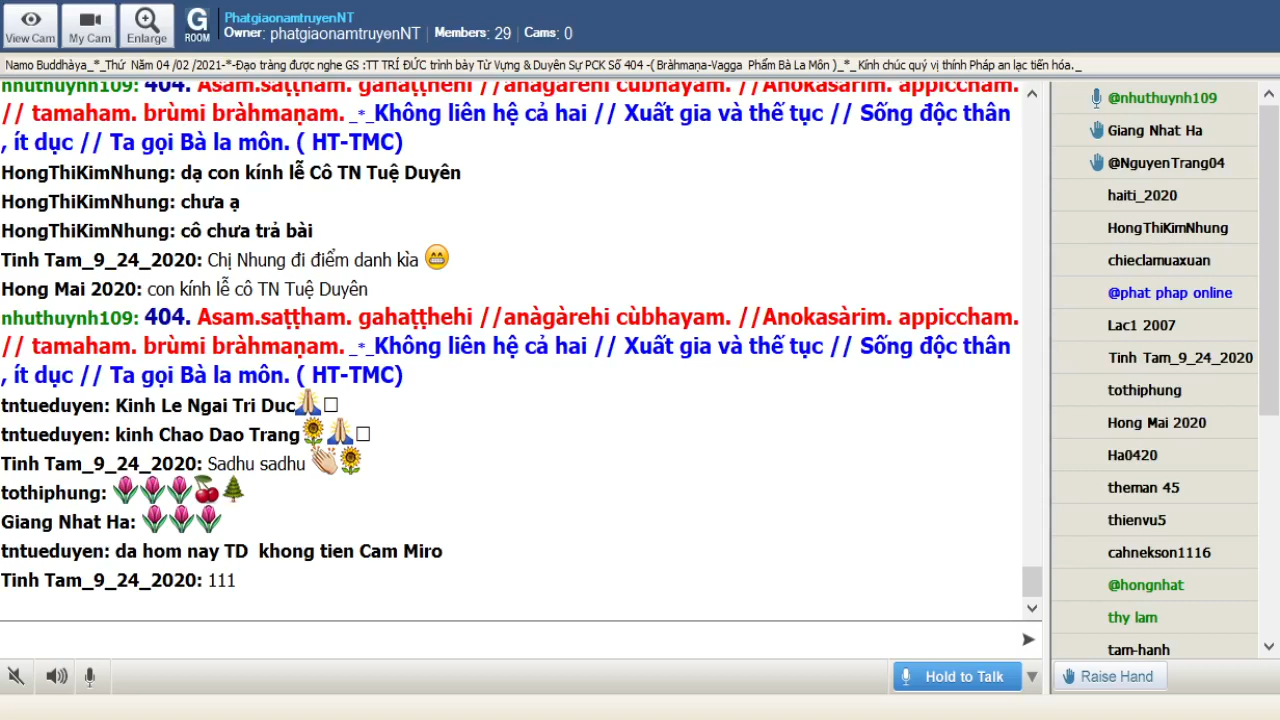 View Cam
My Cam
Enlarge
G
ROOM
PhatgiaonamtruyenNT
Owner: phatgiaonamtruyenNT | Members: 29 | Cams: 0
Namo Buddhàya_*_Thứ Năm 04 /02 /2021-*-Đạo tràng được nghe GS :TT TRÍ ĐỨC trình bày Từ Vựng & Duyên Sự PCK Số 404 -( Bràhmaṇa-Vagga Phẩm Bà La Môn )_*_ Kính chúc quý vị thính Pháp an lạc tiến hóa._
nhuthuynh109: 404. Asam.saṭṭham. gahaṭṭhehi //anàgàrehi cùbhayam. //Anokasàrim. appiccham.
// tamaham. brùmi bràhmaṇam. _*_Không liên hệ cả hai // Xuất gia và thế tục // Sống độc thân
, ít dục // Ta gọi Bà la môn. ( HT-TMC)
HongThiKimNhung: dạ con kính lễ Cô TN Tuệ Duyên
HongThiKimNhung: chưa ạ
HongThiKimNhung: cô chưa trả bài
Tinh Tam_9_24_2020: Chị Nhung đi điểm danh kìa 😁
Hong Mai 2020: con kính lễ cô TN Tuệ Duyên
nhuthuynh109: 404. Asam.saṭṭham. gahaṭṭhehi //anàgàrehi cùbhayam. //Anokasàrim. appiccham.
// tamaham. brùmi bràhmaṇam. _*_Không liên hệ cả hai // Xuất gia và thế tục // Sống độc thân
, ít dục // Ta gọi Bà la môn. ( HT-TMC)
tntueduyen: Kinh Le Ngai Tri Duc🙏□
tntueduyen: kinh Chao Dao Trang🌻🙏□
Tinh Tam_9_24_2020: Sadhu sadhu 👏🌻
tothiphung: 🌷🌷🌷🍒🌲
Giang Nhat Ha: 🌷🌷🌷
tntueduyen: da hom nay TD khong tien Cam Miro
Tinh Tam_9_24_2020: 111
Hold to Talk
@nhuthuynh109
Giang Nhat Ha
@NguyenTrang04
haiti_2020
HongThiKimNhung
chieclamuaxuan
@phat phap online
Lac1 2007
Tinh Tam_9_24_2020
tothiphung
Hong Mai 2020
Ha0420
theman 45
thienvu5
cahnekson1116
@hongnhat
thy lam
tam-hanh
Raise Hand